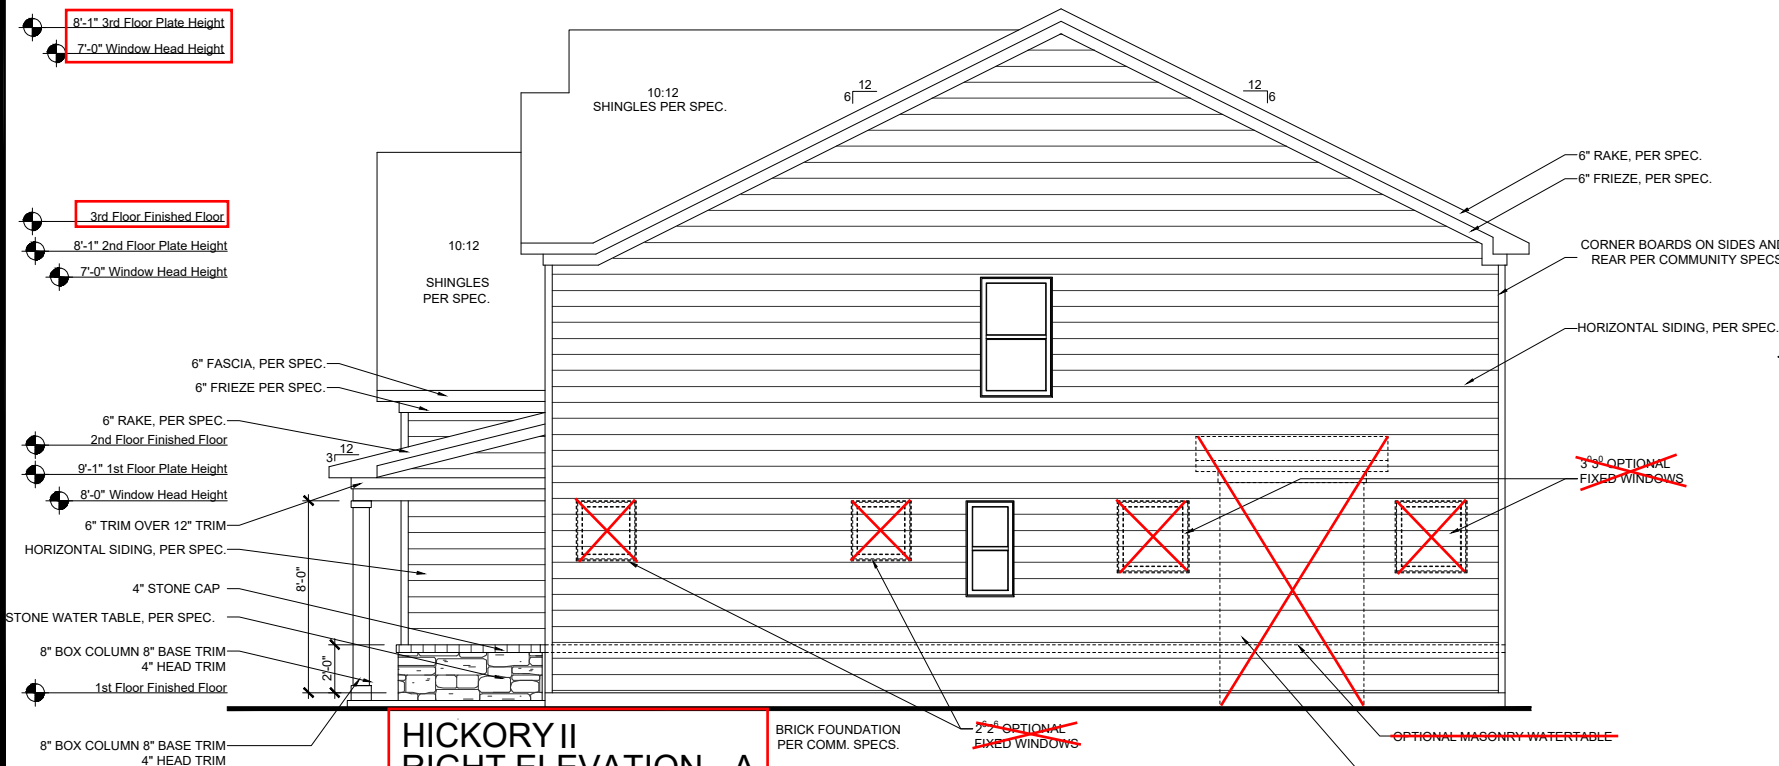 8'-1" 3rd Floor Plate Height
7'-0" Window Head Height
3rd Floor Finished Floor
8'-1" 2nd Floor Plate Height
7'-0" Window Head Height
6" FASCIA, PER SPEC.
6" FRIEZE PER SPEC.
6" RAKE, PER SPEC.
2nd Floor Finished Floor
9'-1" 1st Floor Plate Height
8'-0" Window Head Height
6" TRIM OVER 12" TRIM
HORIZONTAL SIDING, PER SPEC.
4" STONE CAP
STONE WATER TABLE, PER SPEC.
8" BOX COLUMN 8" BASE TRIM
4" HEAD TRIM
1st Floor Finished Floor
8" BOX COLUMN 8" BASE TRIM
4" HEAD TRIM
12
3
8'-0"
2'-0"
10:12
SHINGLES
PER SPEC.
10:12
SHINGLES PER SPEC.
12
6
12
6
6" RAKE, PER SPEC.
6" FRIEZE, PER SPEC.
CORNER BOARDS ON SIDES AND
REAR PER COMMUNITY SPECS
HORIZONTAL SIDING, PER SPEC.
3⁰3⁰ OPTIONAL
FIXED WINDOWS
HICKORY II
RIGHT ELEVATION - A
BRICK FOUNDATION
PER COMM. SPECS.
2⁶2⁶ OPTIONAL
FIXED WINDOWS
OPTIONAL MASONRY WATERTABLE